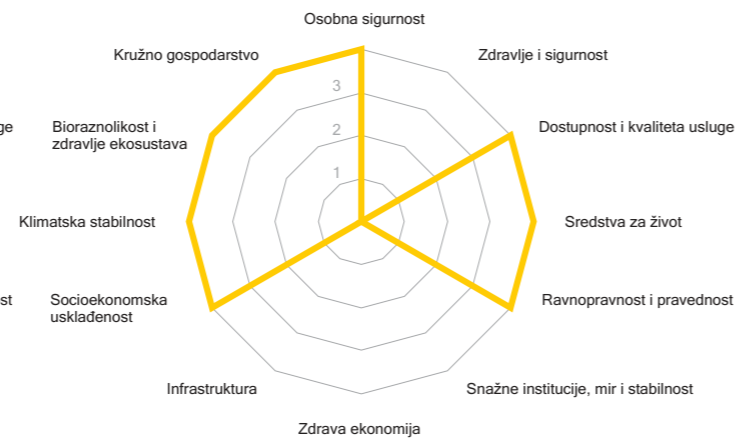 Osobna sigurnost
Kružno gospodarstvo
Zdravlje i sigurnost
3
Bioraznolikost i
zdravlje ekosustava
2
Dostupnost i kvaliteta usluge
1
Klimatska stabilnost
Sredstva za život
Socioekonomska
usklađenost
Ravnopravnost i pravednost
Infrastruktura
Snažne institucije, mir i stabilnost
Zdrava ekonomija